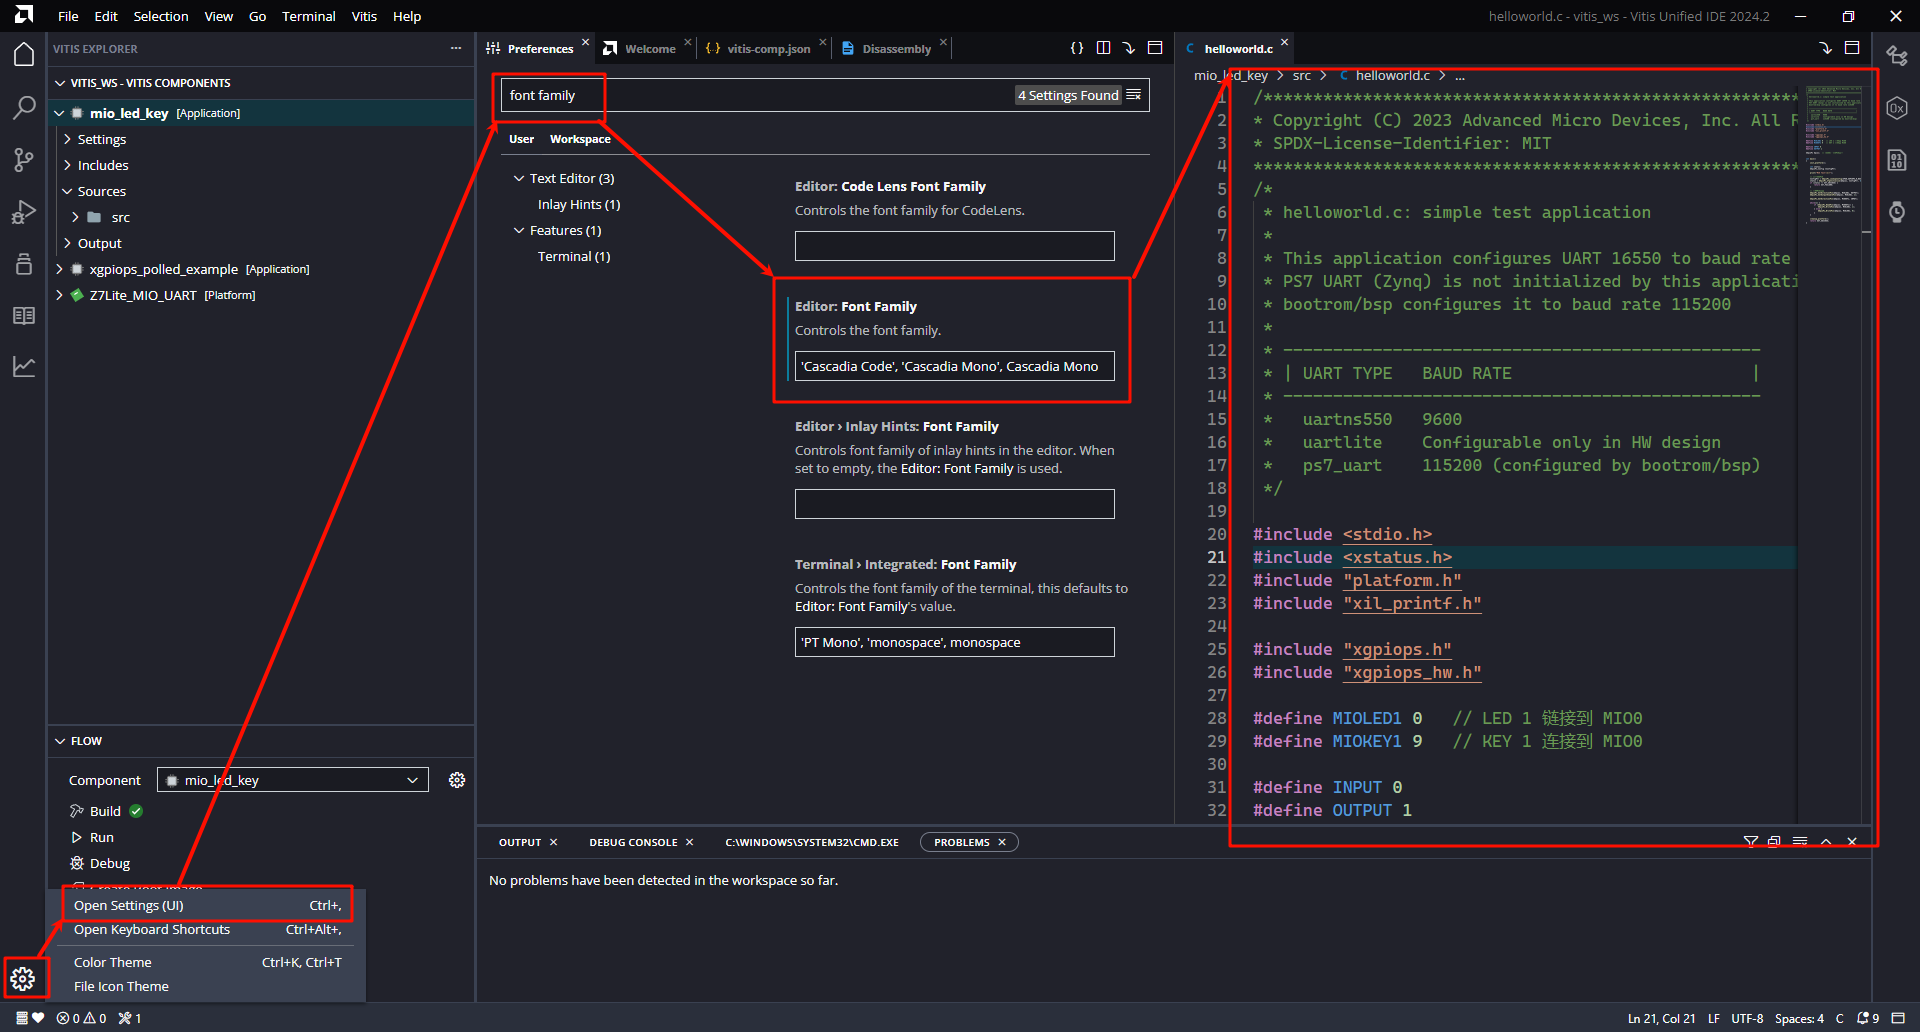 File Edit Selection View Go Terminal Vitis Help
helloworld.c - vitis_ws - Vitis Unified IDE 2024.2
VITIS EXPLORER
VITIS_WS - VITIS COMPONENTS
mio_led_key [Application]
Settings
Includes
Sources
src
Output
xgpiops_polled_example [Application]
Z7Lite_MIO_UART [Platform]
FLOW
Component mio_led_key
Build
Run
Debug
Open Settings (UI) Ctrl+,
Open Keyboard Shortcuts Ctrl+Alt+,
Color Theme Ctrl+K, Ctrl+T
File Icon Theme
Preferences Welcome vitis-comp.json Disassembly
font family 4 Settings Found
User Workspace
Text Editor (3)
Inlay Hints (1)
Features (1)
Terminal (1)
Editor: Code Lens Font Family
Controls the font family for CodeLens.
Editor: Font Family
Controls the font family.
'Cascadia Code', 'Cascadia Mono', Cascadia Mono
Editor › Inlay Hints: Font Family
Controls font family of inlay hints in the editor. When
set to empty, the Editor: Font Family is used.
Terminal › Integrated: Font Family
Controls the font family of the terminal, this defaults to
Editor: Font Family's value.
'PT Mono', 'monospace', monospace
helloworld.c
mio_led_key > src > C helloworld.c > ...
1 /*******************************************************
2 * Copyright (C) 2023 Advanced Micro Devices, Inc. All R
3 * SPDX-License-Identifier: MIT
4 *******************************************************
5 /*
6 * helloworld.c: simple test application
7 *
8 * This application configures UART 16550 to baud rate
9 * PS7 UART (Zynq) is not initialized by this applicati
10 * bootrom/bsp configures it to baud rate 115200
11 *
12 * ------------------------------------------------
13 * | UART TYPE BAUD RATE |
14 * ------------------------------------------------
15 * uartns550 9600
16 * uartlite Configurable only in HW design
17 * ps7_uart 115200 (configured by bootrom/bsp)
18 */
19
20 #include <stdio.h>
21 #include <xstatus.h>
22 #include "platform.h"
23 #include "xil_printf.h"
24
25 #include "xgpiops.h"
26 #include "xgpiops_hw.h"
27
28 #define MIOLED1 0 // LED 1 链接到 MIO0
29 #define MIOKEY1 9 // KEY 1 连接到 MIO0
30
31 #define INPUT 0
32 #define OUTPUT 1
OUTPUT DEBUG CONSOLE C:\WINDOWS\SYSTEM32\CMD.EXE PROBLEMS
No problems have been detected in the workspace so far.
0 0 1
Ln 21, Col 21 LF UTF-8 Spaces: 4 C 9